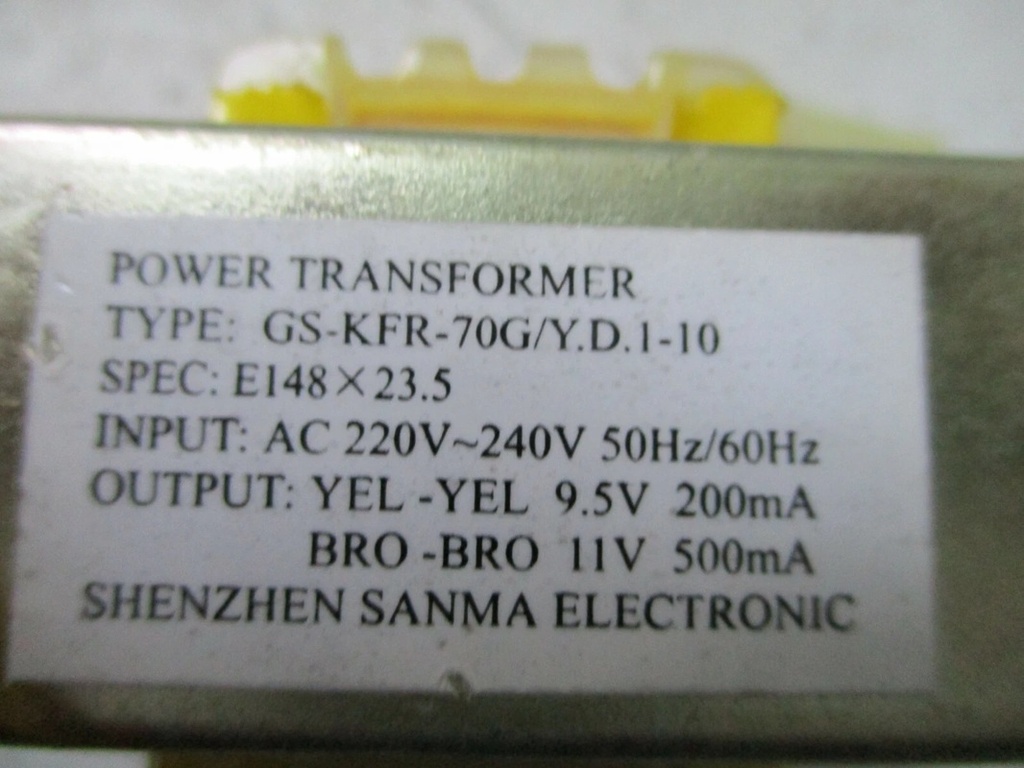 POWER TRANSFORMER
TYPE: GS-KFR-70G/Y.D.1-10
SPEC: E148×23.5
INPUT: AC 220V~240V 50Hz/60Hz
OUTPUT: YEL-YEL 9.5V 200mA
BRO-BRO 11V 500mA
SHENZHEN SANMA ELECTRONIC